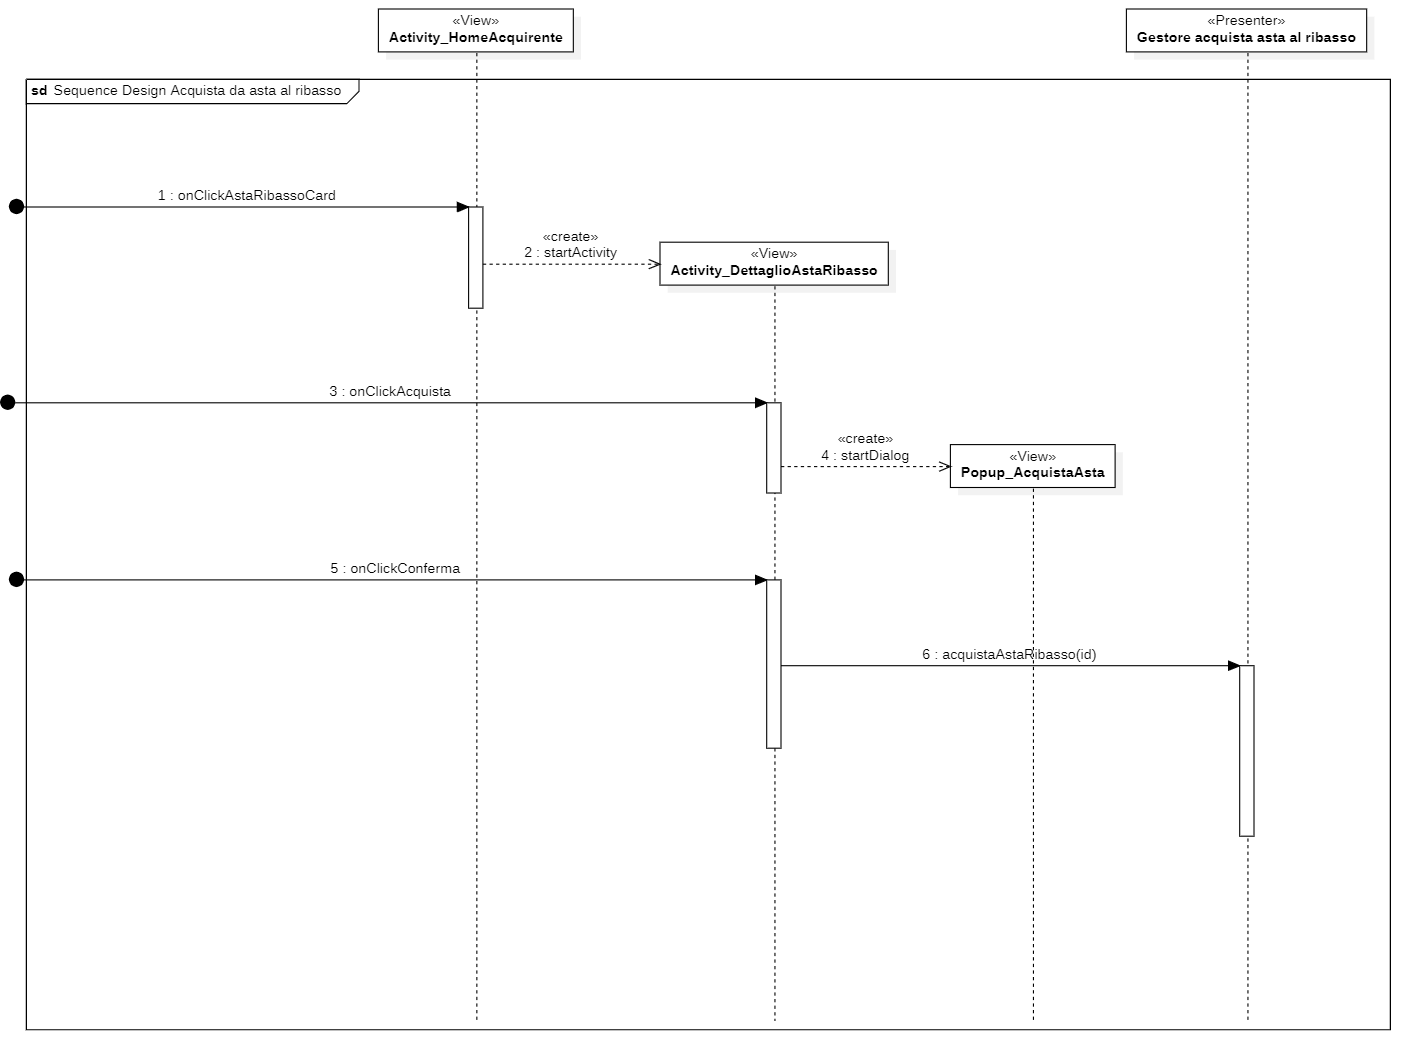 «View»
Activity_HomeAcquirente
«Presenter»
Gestore acquista asta al ribasso
sd Sequence Design Acquista da asta al ribasso
1 : onClickAstaRibassoCard
«create»
2 : startActivity
«View»
Activity_DettaglioAstaRibasso
3 : onClickAcquista
«create»
4 : startDialog
«View»
Popup_AcquistaAsta
5 : onClickConferma
6 : acquistaAstaRibasso(id)